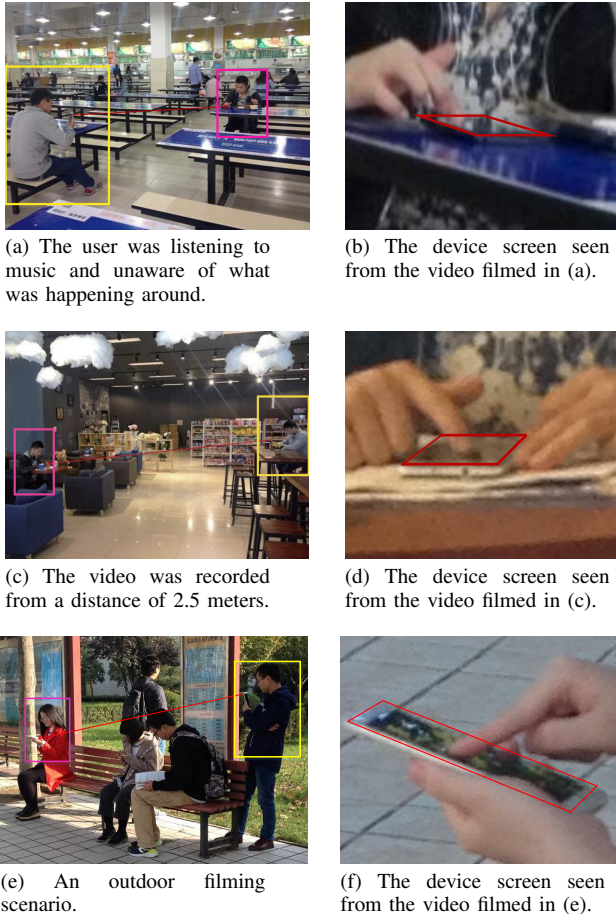 (a) The user was listening to
music and unaware of what
was happening around.
(b) The device screen seen
from the video filmed in (a).
(c) The video was recorded
from a distance of 2.5 meters.
(d) The device screen seen
from the video filmed in (c).
(e) An outdoor filming
scenario.
(f) The device screen seen
from the video filmed in (e).